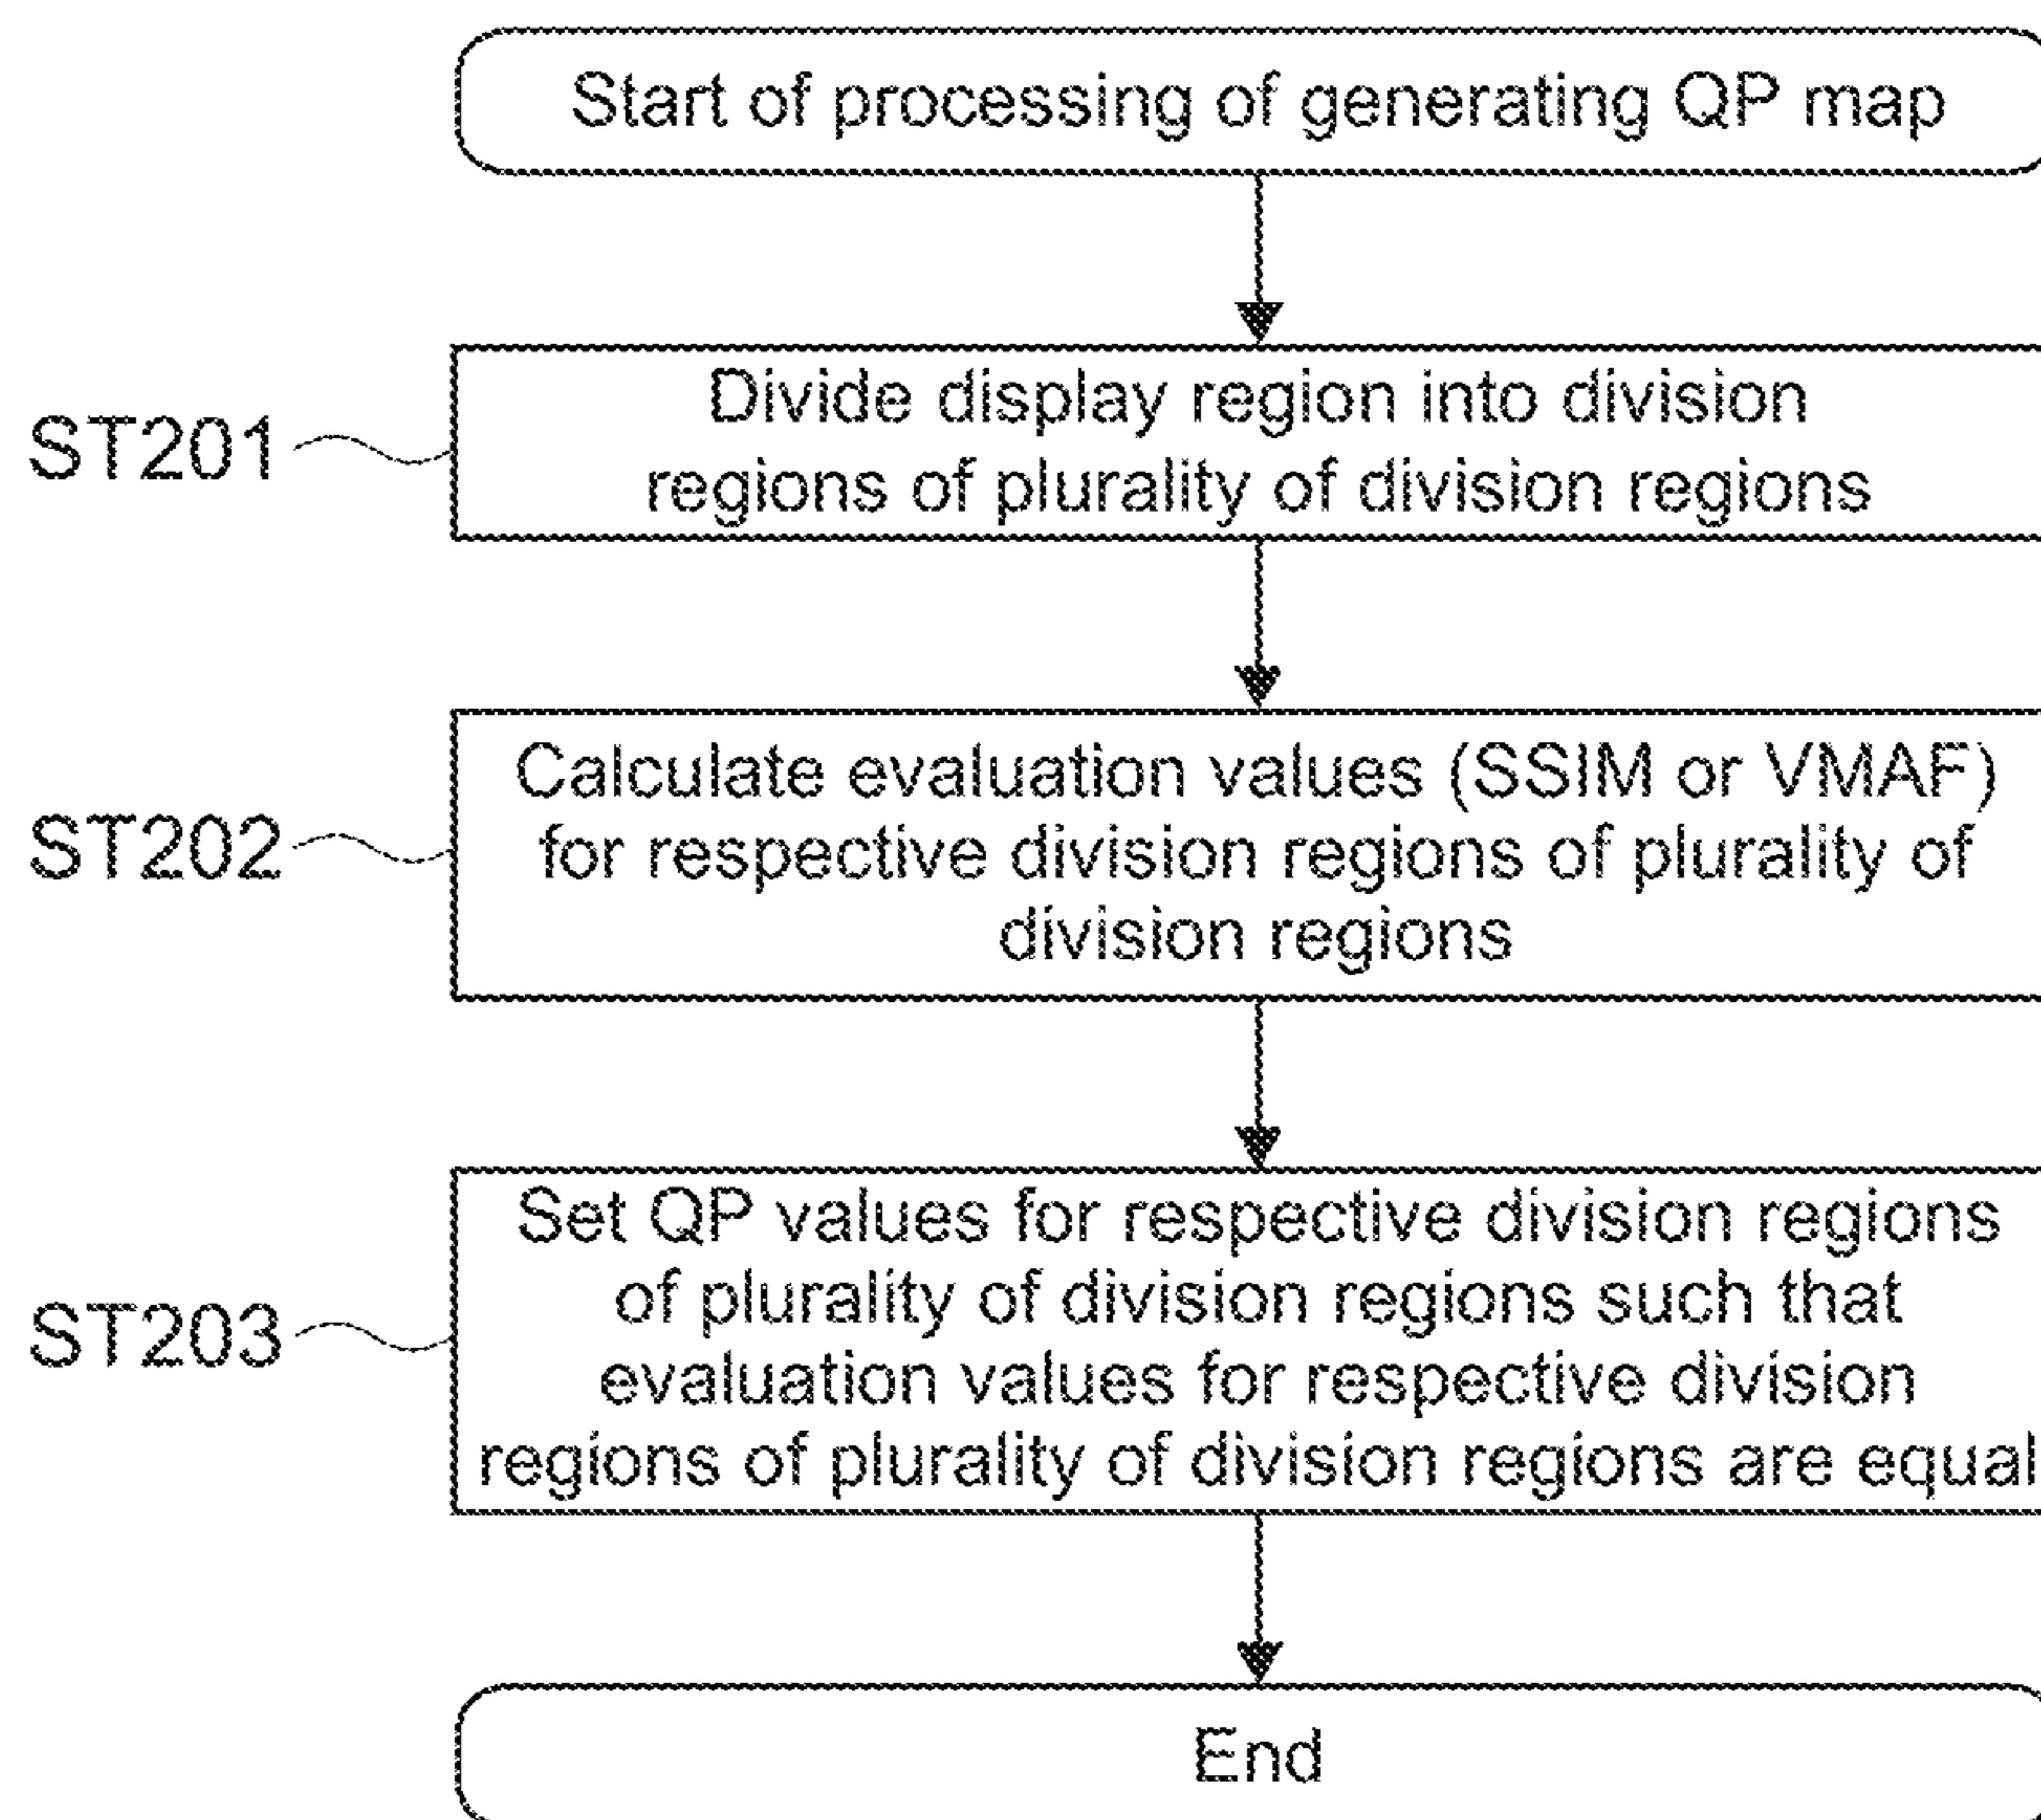 Start of processing of generating QP map
ST201
Divide display region into division
regions of plurality of division regions
ST202
Calculate evaluation values (SSIM or VMAF)
for respective division regions of plurality of
division regions
ST203
Set QP values for respective division regions
of plurality of division regions such that
evaluation values for respective division
regions of plurality of division regions are equal
End